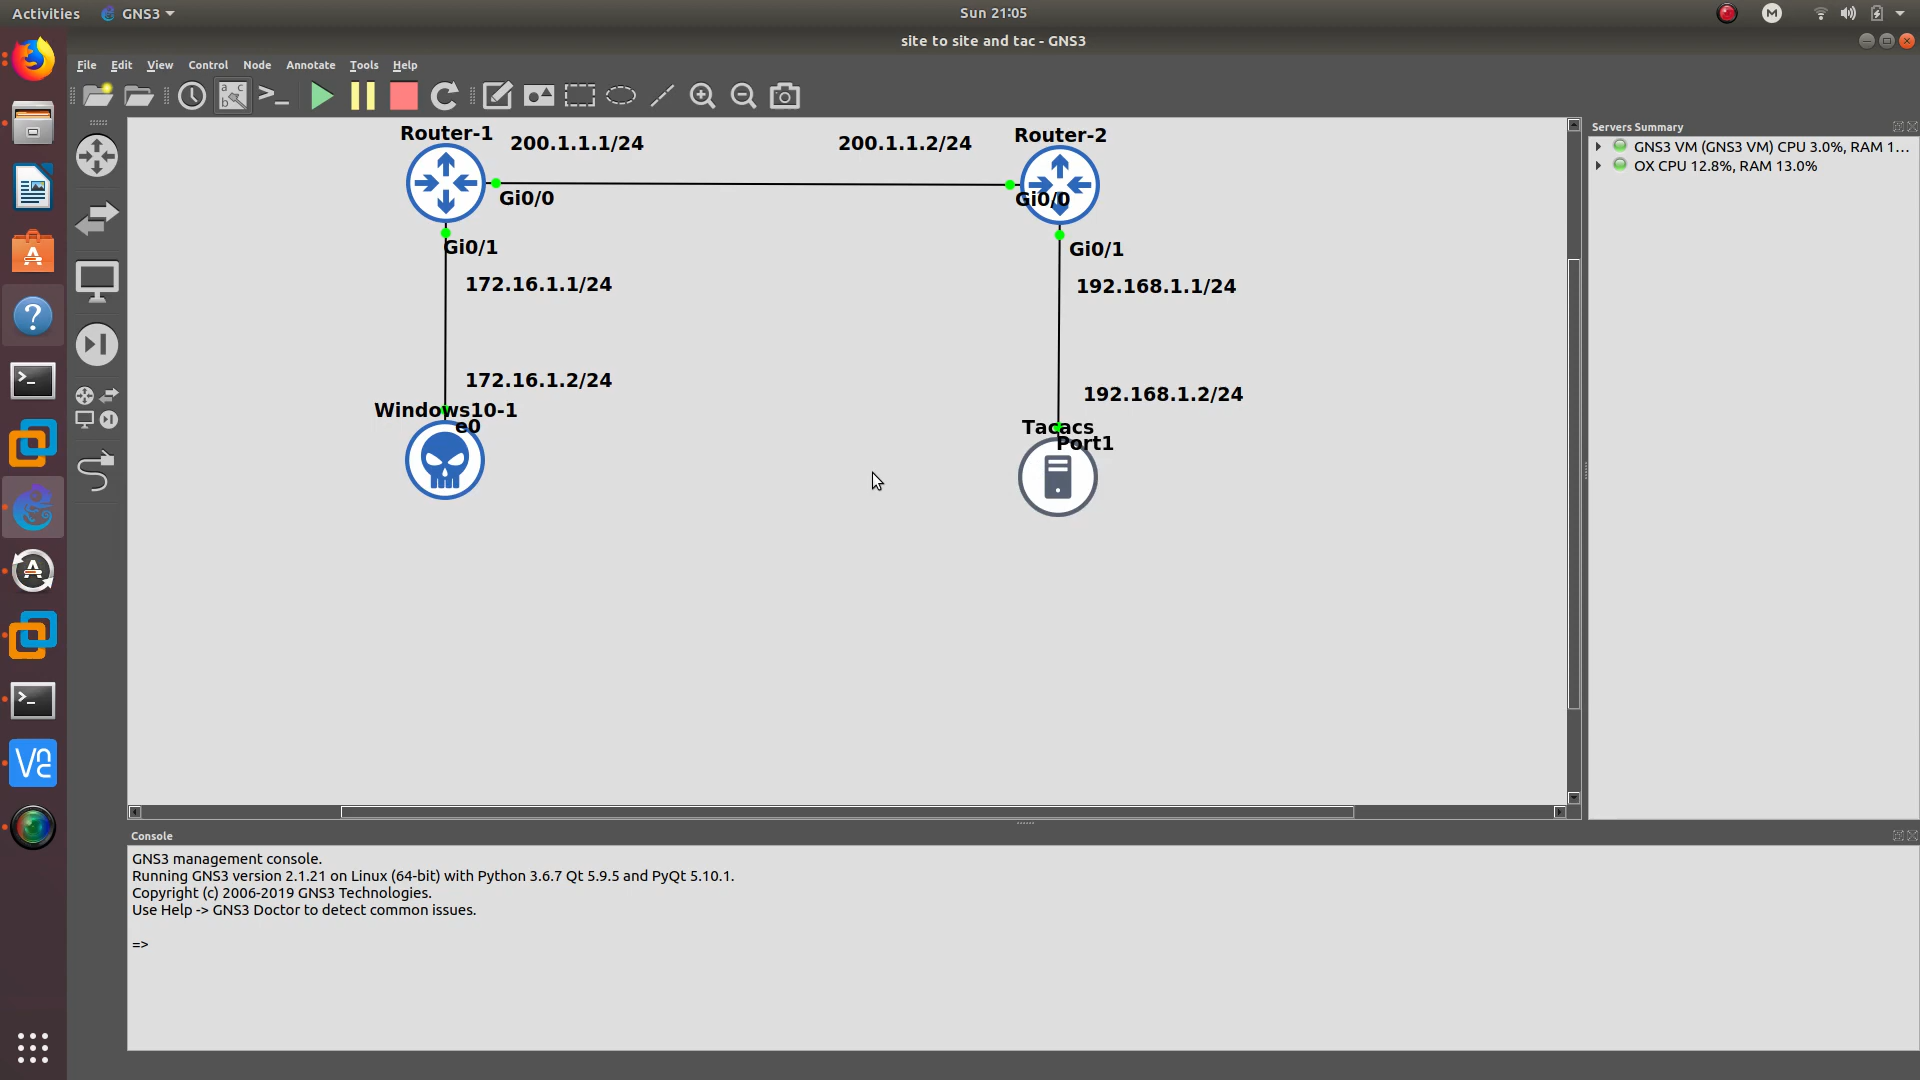 Activities GNS3 Sun 21:05 M
site to site and tac - GNS3
File Edit View Control Node Annotate Tools Help
Servers Summary
GNS3 VM (GNS3 VM) CPU 3.0%, RAM 1...
OX CPU 12.8%, RAM 13.0%
Router-1 200.1.1.1/24 200.1.1.2/24 Router-2
Gi0/0 Gi0/0
Gi0/1 Gi0/1
172.16.1.1/24 192.168.1.1/24
172.16.1.2/24 192.168.1.2/24
Windows10-1 Tacacs
e0 Port1
Console
GNS3 management console.
Running GNS3 version 2.1.21 on Linux (64-bit) with Python 3.6.7 Qt 5.9.5 and PyQt 5.10.1.
Copyright (c) 2006-2019 GNS3 Technologies.
Use Help -> GNS3 Doctor to detect common issues.
=>